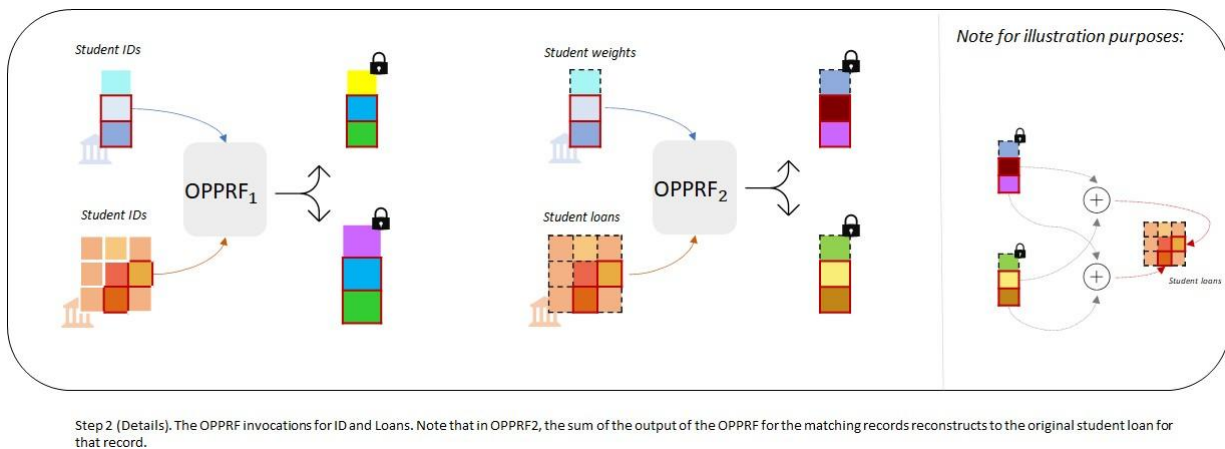 Student IDs
Student weights
Note for illustration purposes:
OPPRF₁
OPPRF₂
Student IDs
Student loans
Student loans
Step 2 (Details). The OPPRF invocations for ID and Loans. Note that in OPPRF2, the sum of the output of the OPPRF for the matching records reconstructs to the original student loan for
that record.